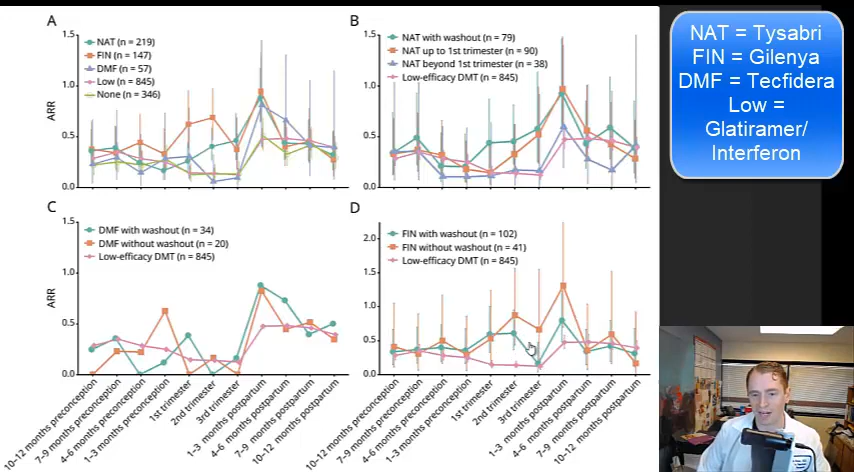 A
1.5
1.0
0.5
0.0
ARR
NAT (n = 219)
FIN (n = 147)
DMF (n = 57)
Low (n = 845)
None (n = 346)
B
1.5
1.0
0.5
0.0
NAT with washout (n = 79)
NAT up to 1st trimester (n = 90)
NAT beyond 1st trimester (n = 38)
Low-efficacy DMT (n = 845)
NAT = Tysabri
FIN = Gilenya
DMF = Tecfidera
Low =
Glatiramer/
Interferon
C
1.5
1.0
0.5
0.0
ARR
DMF with washout (n = 34)
DMF without washout (n = 20)
Low-efficacy DMT (n = 845)
10–12 months preconception
7–9 months preconception
4–6 months preconception
1–3 months preconception
1st trimester
2nd trimester
3rd trimester
1–3 months postpartum
4–6 months postpartum
7–9 months postpartum
10–12 months postpartum
D
2.0
1.5
1.0
0.5
0.0
FIN with washout (n = 102)
FIN without washout (n = 41)
Low-efficacy DMT (n = 845)
10–12 months preconception
7–9 months preconception
4–6 months preconception
1–3 months preconception
1st trimester
2nd trimester
3rd trimester
1–3 months postpartum
4–6 months postpartum
7–9 months postpartum
10–12 months postpartum